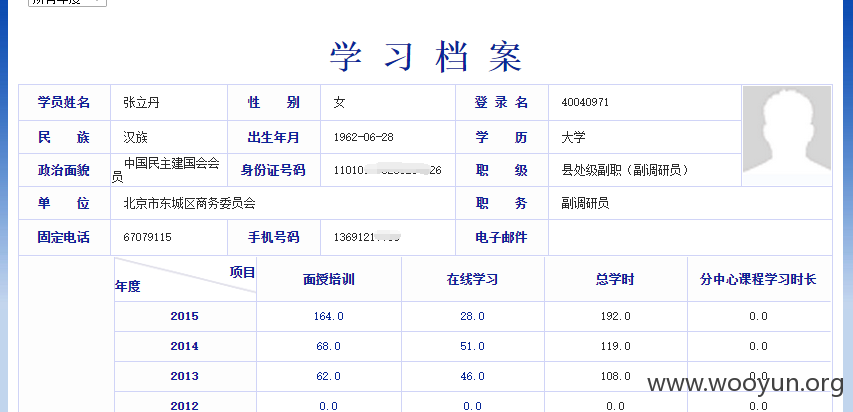 所有年度
学习档案
学员姓名 张立丹 性 别 女 登 录 名 40040971
民 族 汉族 出生年月 1962-06-28 学 历 大学
政治面貌 中国民主建国会会员 身份证号码 职 级 县处级副职（副调研员）
单 位 北京市东城区商务委员会 职 务 副调研员
固定电话 67079115 手机号码 电子邮件
项目
年度 面授培训 在线学习 总学时 分中心课程学习时长
2015 164.0 28.0 192.0 0.0
2014 68.0 51.0 119.0 0.0
2013 62.0 46.0 108.0 0.0
2012 0.0 0.0 0.0 0.0
www.wooyun.org